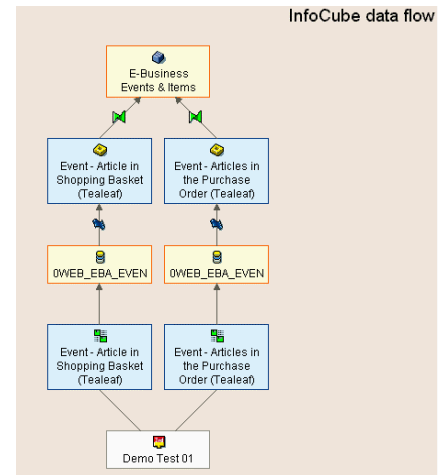 InfoCube data flow
E-Business
Events & Items
Event - Article in
Shopping Basket
(Tealeaf)
Event - Articles in
the Purchase
Order (Tealeaf)
0WEB_EBA_EVEN
0WEB_EBA_EVEN
Event - Article in
Shopping Basket
(Tealeaf)
Event - Articles in
the Purchase
Order (Tealeaf)
Demo Test 01